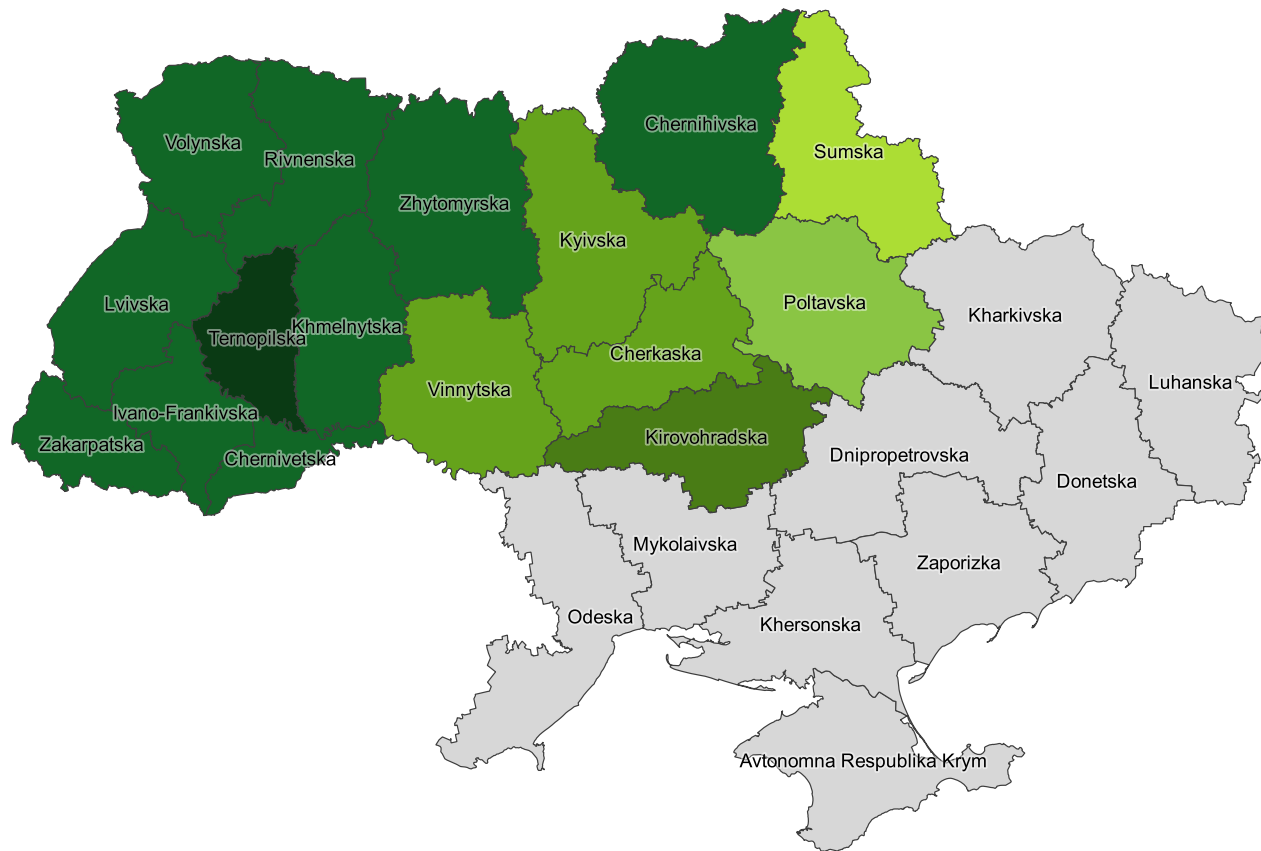 Chernihivska
Volynska
Sumska
Rivnenska
Zhytomyrska
Kyivska
Lvivska
Poltavska
Kharkivska
Ternopilska
Khmelnytska
Cherkaska
Luhanska
Vinnytska
Ivano-Frankivska
Kirovohradska
Zakarpatska
Chernivetska
Dnipropetrovska
Donetska
Mykolaivska
Zaporizka
Odeska
Khersonska
Avtonomna Respublika Krym